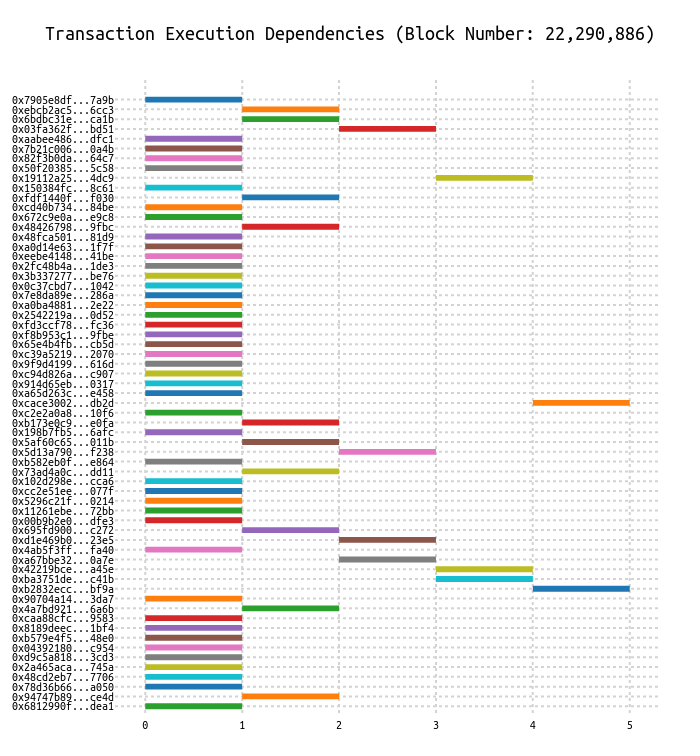 Transaction Execution Dependencies (Block Number: 22,290,886)
0x7905e8df...7a9b
0xebcb2ac5...6cc3
0x6bdbc31e...ca1b
0x03fa362f...bd51
0xaabee486...dfc1
0x7b21c006...0a4b
0x82f3b0da...64c7
0x50f20385...5c58
0x19112a25...4dc9
0x150384fc...8c61
0xfdf1440f...f030
0xcd40b734...84be
0x672c9e0a...e9c8
0x48426798...9fbc
0x48fca501...81d9
0xa0d14e63...1f7f
0xeebe4148...41be
0x2fc48b4a...1de3
0x3b337277...be76
0x0c37cbd7...1042
0x7e8da89e...286a
0xa0ba4881...2e22
0x2542219a...0d52
0xfd3ccf78...fc36
0xf8b953c1...9fbe
0x65e4b4fb...cb5d
0xc39a5219...2070
0x9f9d4199...616d
0xc94d826a...c907
0x914d65eb...0317
0xa65d263c...e458
0xcace3002...db2d
0xc2e2a0a8...10f6
0xb173e0c9...e0fa
0x198b7fb5...6afc
0x5af60c65...011b
0x5d13a790...f238
0xb582eb0f...e864
0x73ad4a0c...dd11
0x102d298e...cca6
0xcc2e51ee...077f
0x5296c21f...0214
0x11261ebe...72bb
0x00b9b2e0...dfe3
0x695fd900...c272
0xd1e469b0...23e5
0x4ab5f3ff...fa40
0xa67bbe32...0a7e
0x42219bce...a45e
0xba3751de...c41b
0xb2832ecc...bf9a
0x90704a14...3da7
0x4a7bd921...6a6b
0xcaa88cfc...9583
0x8189deec...1bf4
0xb579e4f5...48e0
0x04392180...c954
0xd9c5a818...3cd3
0x2a465aca...745a
0x48cd2eb7...7706
0x78d36b66...a050
0x94747b89...ce4d
0x6812990f...dea1
0 1 2 3 4 5